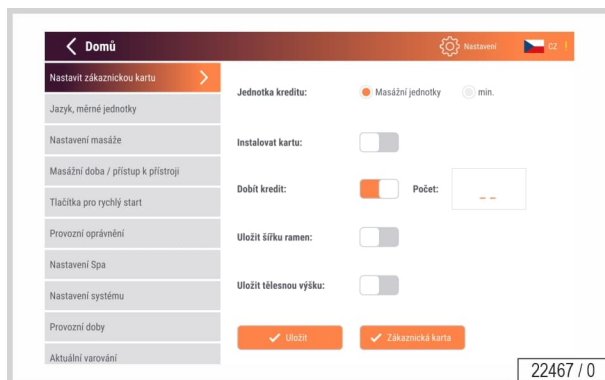 Domů
Nastavení
CZ !
Nastavit zákaznickou kartu
Jazyk, měrné jednotky
Nastavení masáže
Masážní doba / přístup k přístroji
Tlačítka pro rychlý start
Provozní oprávnění
Nastavení Spa
Nastavení systému
Provozní doby
Aktuální varování
Jednotka kreditu: Masážní jednotky min.
Instalovat kartu:
Dobít kredit: Počet: _ _
Uložit šířku ramen:
Uložit tělesnou výšku:
Uložit Zákaznická karta
22467 / 0